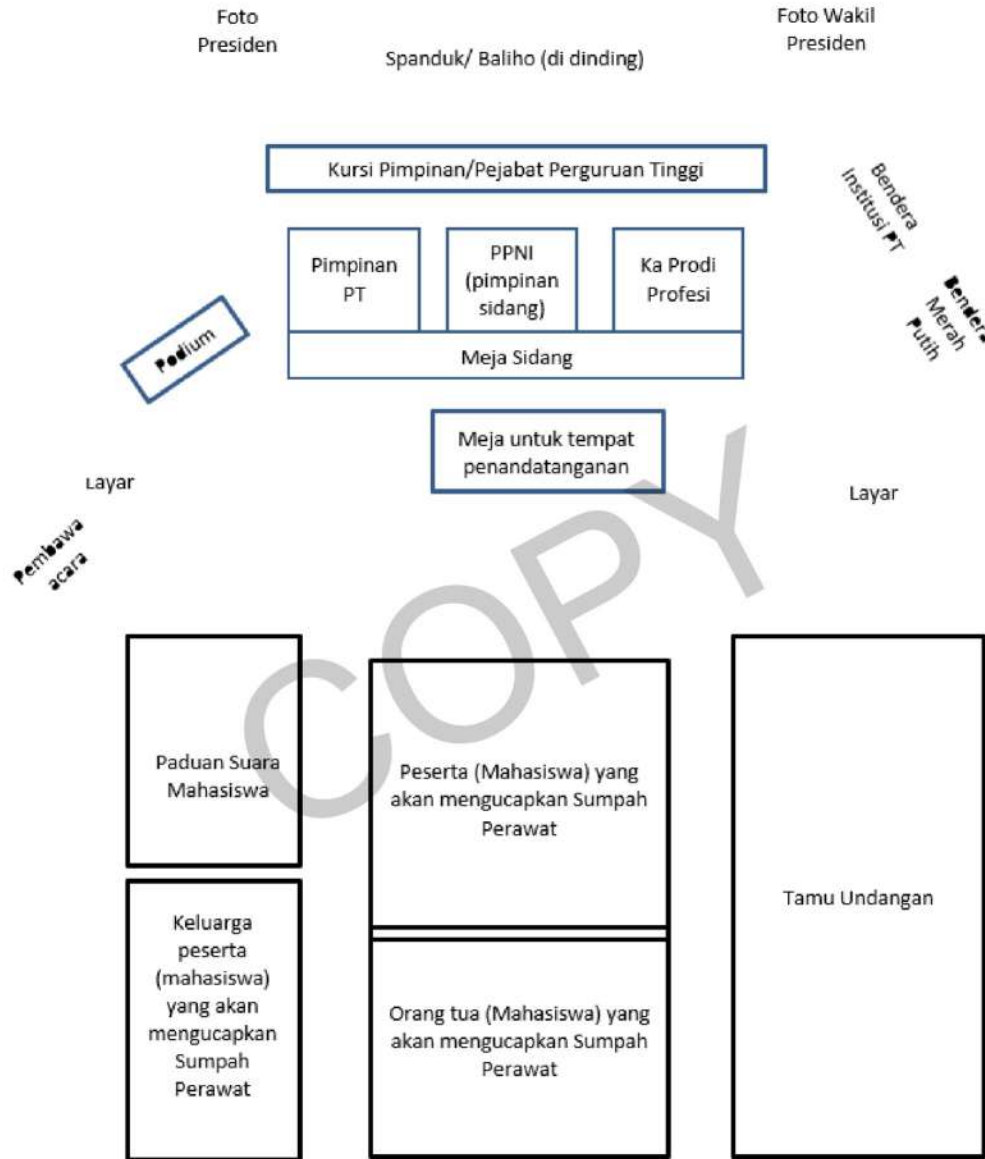 Foto
Presiden
Spanduk/ Baliho (di dinding)
Foto Wakil
Presiden
Kursi Pimpinan/Pejabat Perguruan Tinggi
Bendera
Institusi PT
Pimpinan
PT
PPNI
(pimpinan
sidang)
Ka Prodi
Profesi
Bendera
Merah
Putih
Podium
Meja Sidang
Meja untuk tempat
penandatanganan
Layar
Layar
Pembawa
acara
COPY
Paduan Suara
Mahasiswa
Peserta (Mahasiswa) yang
akan mengucapkan Sumpah
Perawat
Tamu Undangan
Keluarga
peserta
(mahasiswa)
yang akan
mengucapkan
Sumpah
Perawat
Orang tua (Mahasiswa) yang
akan mengucapkan Sumpah
Perawat